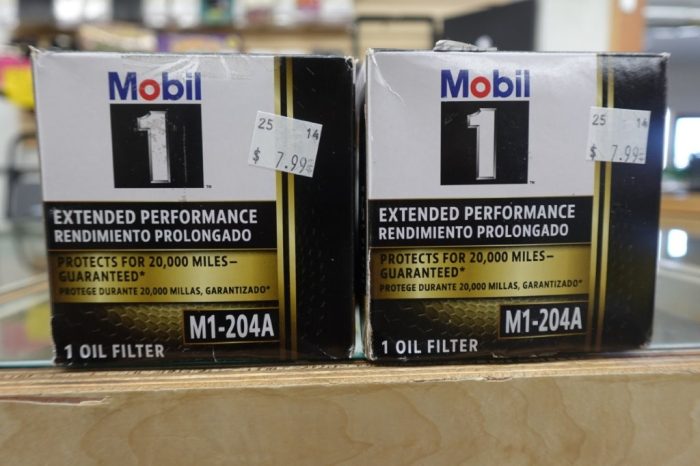 Mobil
1
25 14
$ 7.99
EXTENDED PERFORMANCE
RENDIMIENTO PROLONGADO
PROTECTS FOR 20,000 MILES—
GUARANTEED*
PROTEGE DURANTE 20,000 MILLAS, GARANTIZADO*
M1-204A
1 OIL FILTER
Mobil
1
25 14
$ 7.99
EXTENDED PERFORMANCE
RENDIMIENTO PROLONGADO
PROTECTS FOR 20,000 MILES—
GUARANTEED*
PROTEGE DURANTE 20,000 MILLAS, GARANTIZADO*
M1-204A
1 OIL FILTER